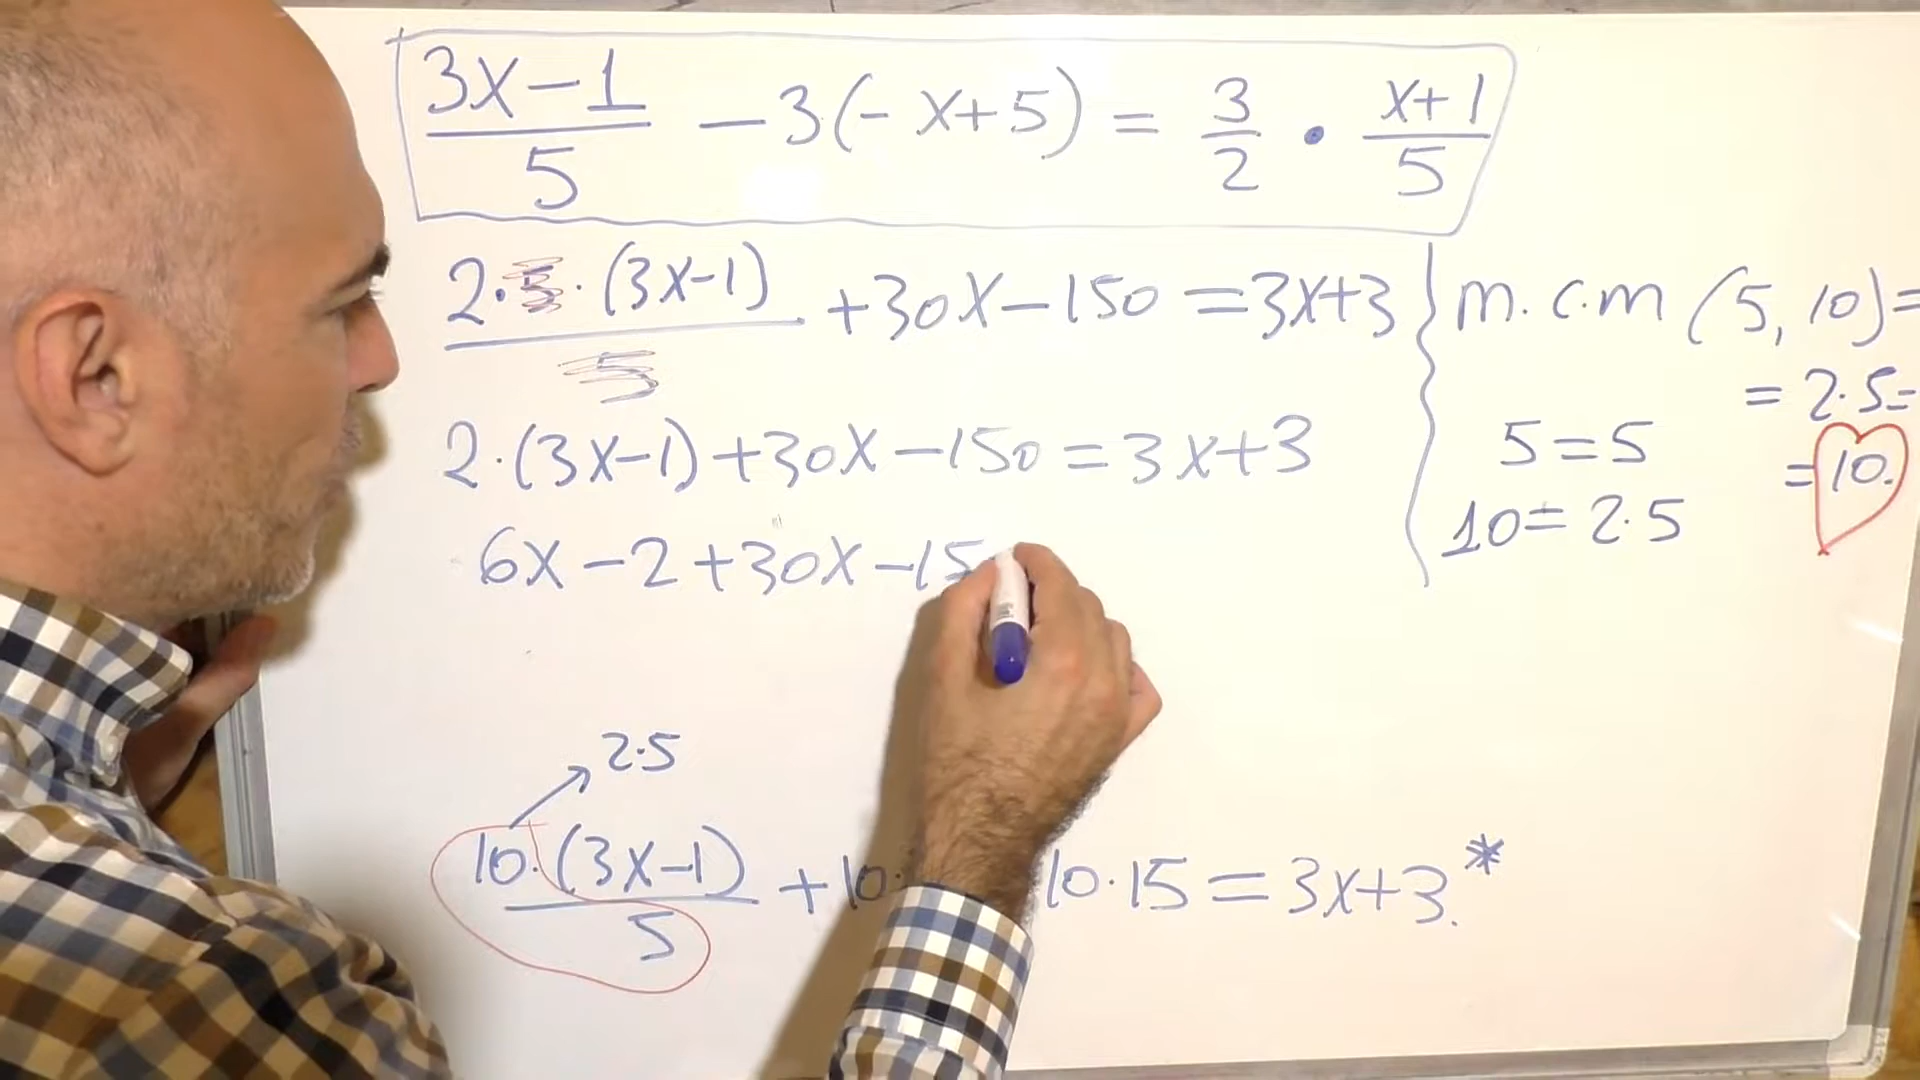 (3x-1)/5 - 3(-x+5) = 3/2 • (x+1)/5
2·5·(3x-1)/5 +30x-150 =3x+3
m.c.m (5, 10)=
= 2·5=
=10.
5=5
10= 2·5
2·(3x-1)+30x-150=3x+3
6x-2+30x-15
2·5
10·(3x-1)/5 +10· 10·15=3x+3.*